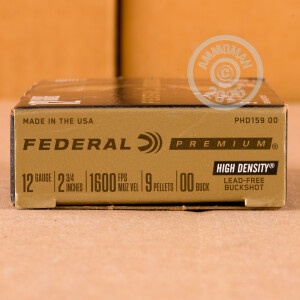 AMMOMAN
MADE IN THE USA
PHD159 00
FEDERAL PREMIUM®
HIGH DENSITY®
LEAD-FREE
BUCKSHOT
12 GAUGE
2 3/4 INCHES
1600 FPS MUZ VEL
9 PELLETS
00 BUCK